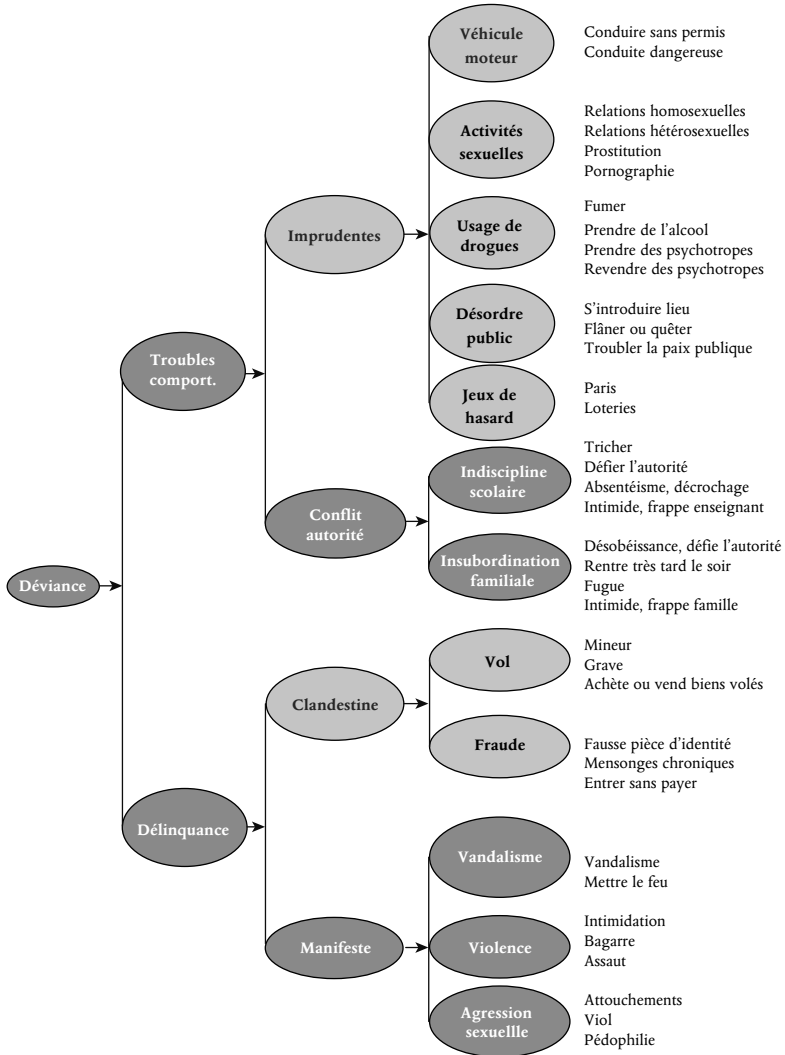 Véhicule
moteur
Conduire sans permis
Conduite dangereuse
Activités
sexuelles
Relations homosexuelles
Relations hétérosexuelles
Prostitution
Pornographie
Imprudentes
Usage de
drogues
Fumer
Prendre de l'alcool
Prendre des psychotropes
Revendre des psychotropes
Désordre
public
S'introduire lieu
Flâner ou quêter
Troubler la paix publique
Troubles
comport.
Jeux de
hasard
Paris
Loteries
Indiscipline
scolaire
Tricher
Défier l'autorité
Absentéisme, décrochage
Intimide, frappe enseignant
Conflit
autorité
Insubordination
familiale
Désobéissance, défie l'autorité
Rentre très tard le soir
Fugue
Intimide, frappe famille
Déviance
Vol
Mineur
Grave
Achète ou vend biens volés
Clandestine
Fraude
Fausse pièce d'identité
Mensonges chroniques
Entrer sans payer
Délinquance
Vandalisme
Vandalisme
Mettre le feu
Manifeste
Violence
Intimidation
Bagarre
Assaut
Agression
sexuellle
Attouchements
Viol
Pédophilie